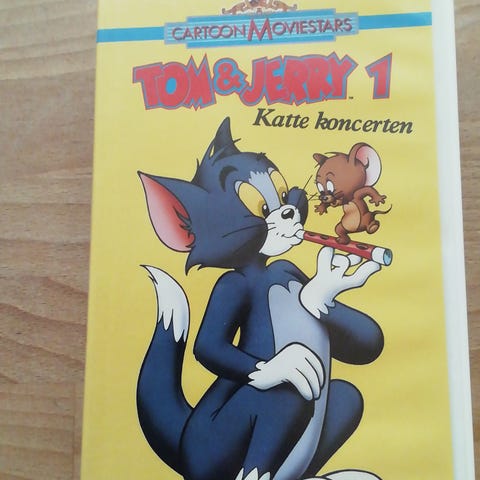 CARTOON MOVIESTARS
TOM & JERRY 1
Katte koncerten